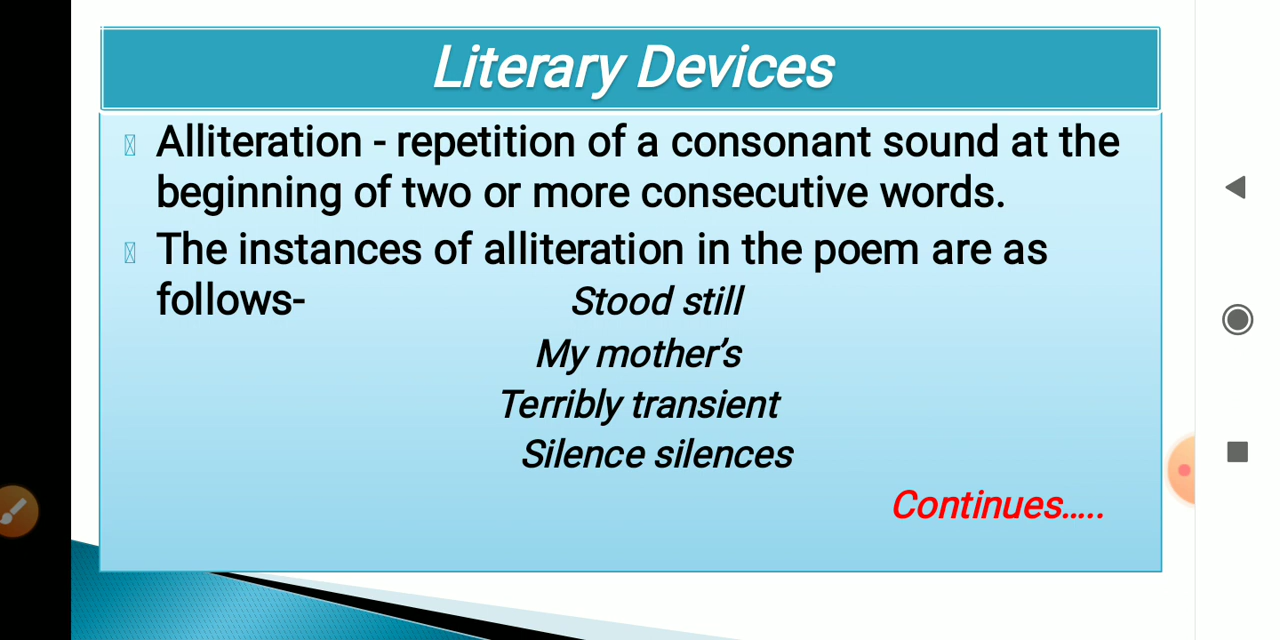 Literary Devices
Alliteration - repetition of a consonant sound at the
beginning of two or more consecutive words.
The instances of alliteration in the poem are as
follows- Stood still
My mother’s
Terribly transient
Silence silences
Continues.....